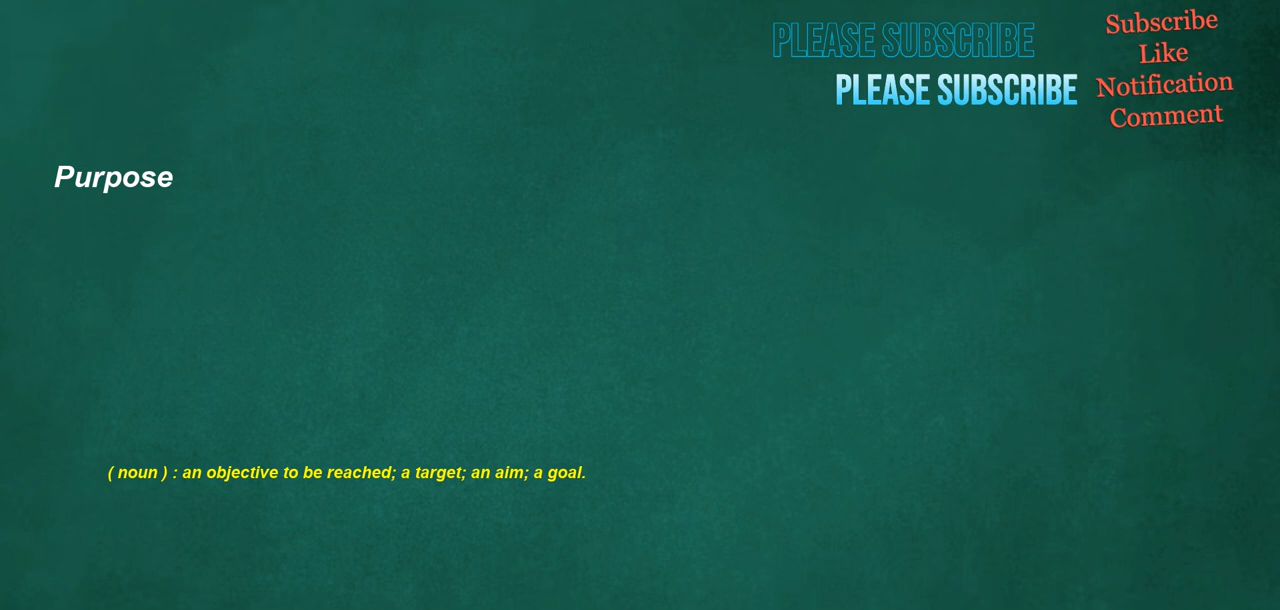 PLEASE SUBSCRIBE
PLEASE SUBSCRIBE
Subscribe
Like
Notification
Comment
Purpose
( noun ) : an objective to be reached; a target; an aim; a goal.